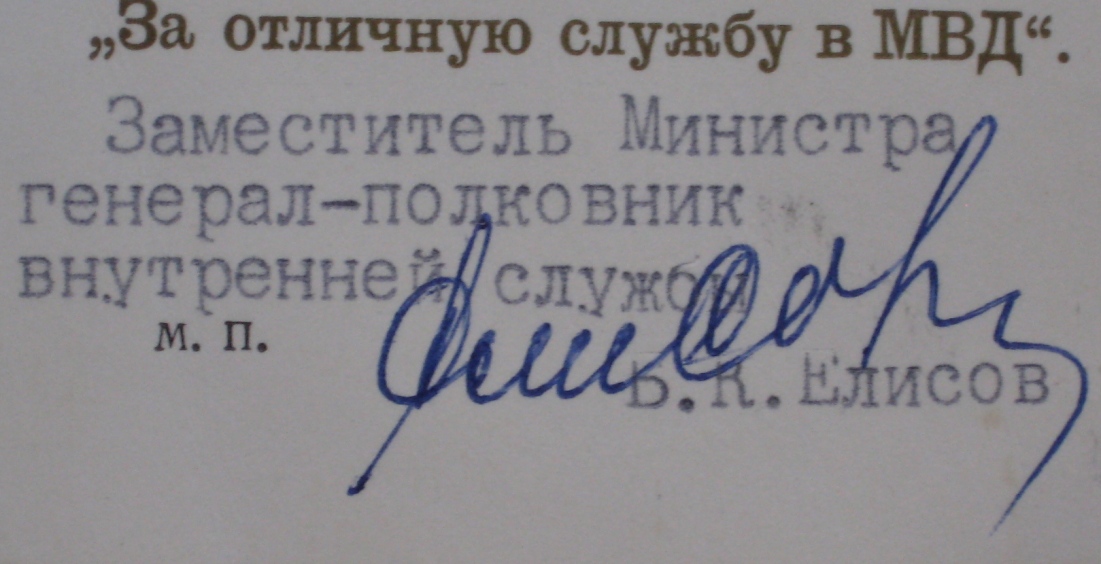 „За отличную службу в МВД“.
Заместитель Министра
генерал-полковник
внутренней службы
м. п.
Б.К.Елисов